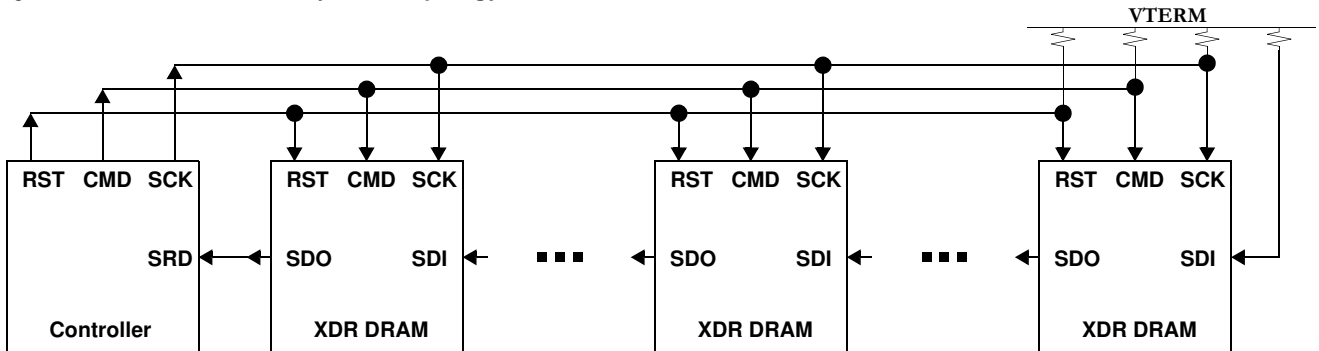 VTERM
RST CMD SCK RST CMD SCK RST CMD SCK RST CMD SCK
SRD SDO SDI SDO SDI SDO SDI
Controller XDR DRAM XDR DRAM XDR DRAM